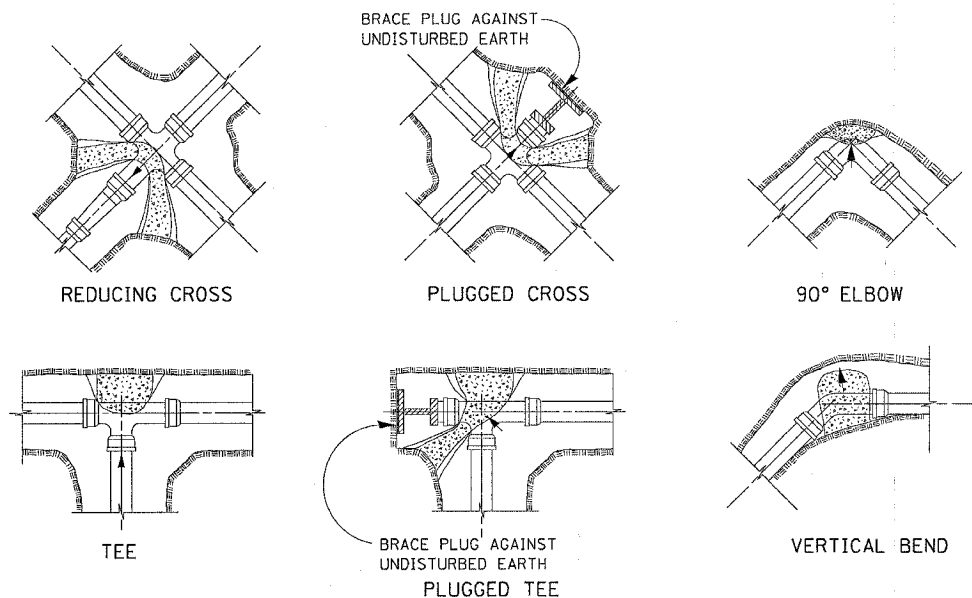 BRACE PLUG AGAINST
UNDISTURBED EARTH
REDUCING CROSS
PLUGGED CROSS
90° ELBOW
TEE
BRACE PLUG AGAINST
UNDISTURBED EARTH
PLUGGED TEE
VERTICAL BEND